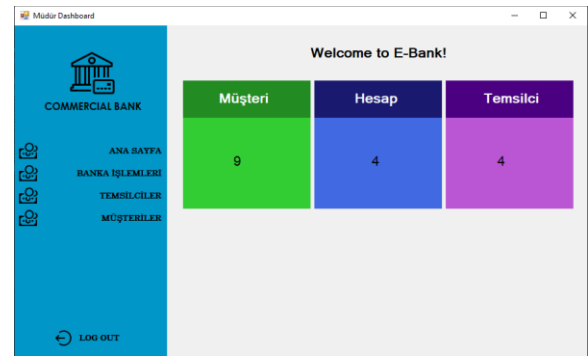 Müdür Dashboard
COMMERCIAL BANK
ANA SAYFA
BANKA İŞLEMLERİ
TEMSİLCİLER
MÜŞTERİLER
LOG OUT
Welcome to E-Bank!
Müşteri
Hesap
Temsilci
9
4
4